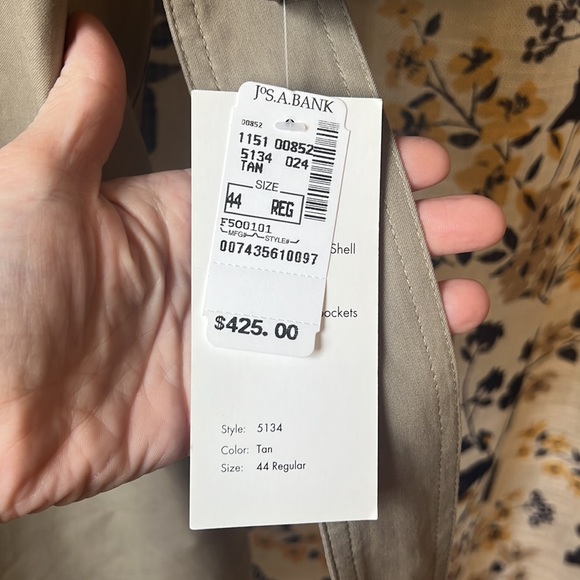 JoS.A.BANK
00852
1151 00852
5134 024
TAN
SIZE
44 REG
F500101
MFG# STYLE#
007435610097
$425.00
Shell
Style: 5134
Color: Tan
Size: 44 Regular